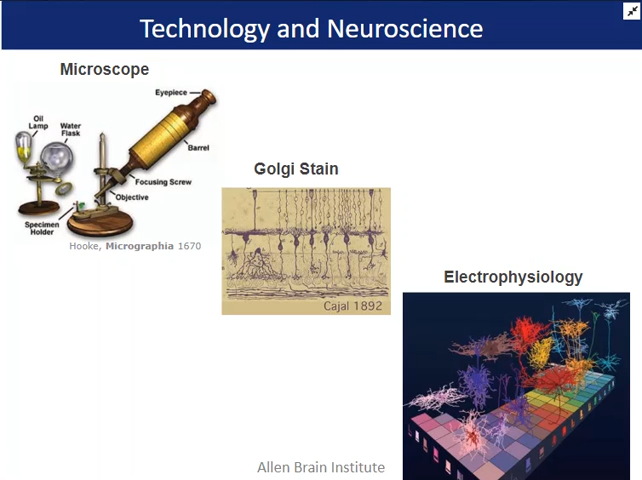 Technology and Neuroscience
Microscope
Eyepiece
Oil
Lamp
Water
Flask
Barrel
Focusing Screw
Objective
Specimen
Holder
Hooke, Micrographia 1670
Golgi Stain
Cajal 1892
Electrophysiology
Allen Brain Institute